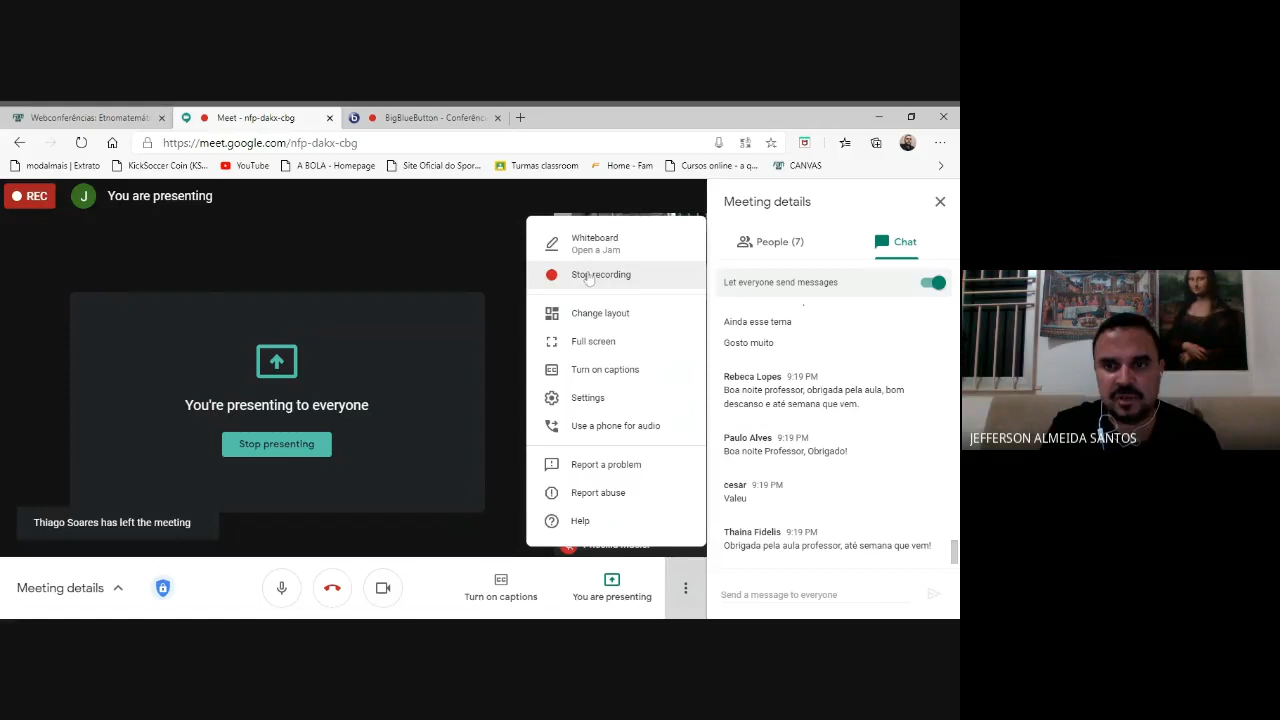 Webconferências: Etnomatemáti
Meet - nfp-dakx-cbg
BigBlueButton - Conferênci
https://meet.google.com/nfp-dakx-cbg
modalmais | Extrato
KickSoccer Coin (KS...
YouTube
A BOLA - Homepage
Site Oficial do Spor...
Turmas classroom
Home - Fam
Cursos online - a q...
CANVAS
REC
J
You are presenting
Meeting details
People (7)
Chat
Let everyone send messages
Whiteboard
Open a Jam
Stop recording
Change layout
Full screen
Turn on captions
Settings
Use a phone for audio
Report a problem
Report abuse
Help
You're presenting to everyone
Stop presenting
Thiago Soares has left the meeting
Ainda esse tema
Gosto muito
Rebeca Lopes 9:19 PM
Boa noite professor, obrigada pela aula, bom
descanso e até semana que vem.
Paulo Alves 9:19 PM
Boa noite Professor, Obrigado!
cesar 9:19 PM
Valeu
Thaina Fidelis 9:19 PM
Obrigada pela aula professor, até semana que vem!
Send a message to everyone
Meeting details
Turn on captions
You are presenting
JEFFERSON ALMEIDA SANTOS